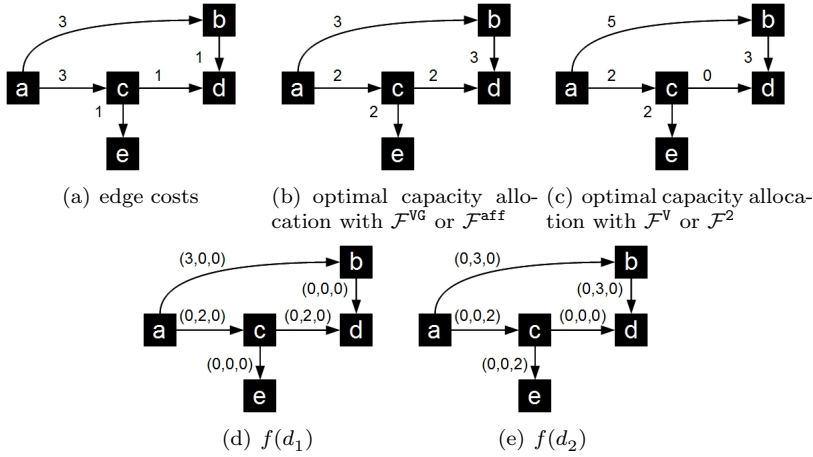 3
b
1
a
3
c
1
d
1
e
(a) edge costs
3
b
3
a
2
c
2
d
2
e
(b) optimal capacity allo-
cation with 𝓕^VG or 𝓕^aff
5
b
3
a
2
c
0
d
2
e
(c) optimal capacity alloca-
tion with 𝓕^V or 𝓕^2
(3,0,0)
b
(0,0,0)
a
(0,2,0)
c
(0,2,0)
d
(0,0,0)
e
(d) f(d₁)
(0,3,0)
b
(0,3,0)
a
(0,0,2)
c
(0,0,0)
d
(0,0,2)
e
(e) f(d₂)